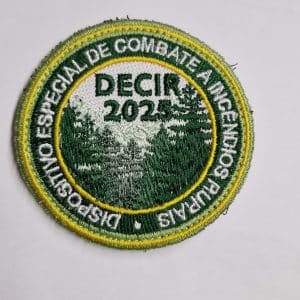 DISPOSITIVO ESPECIAL DE COMBATE A INCÊNDIOS RURAIS
DECIR
2025